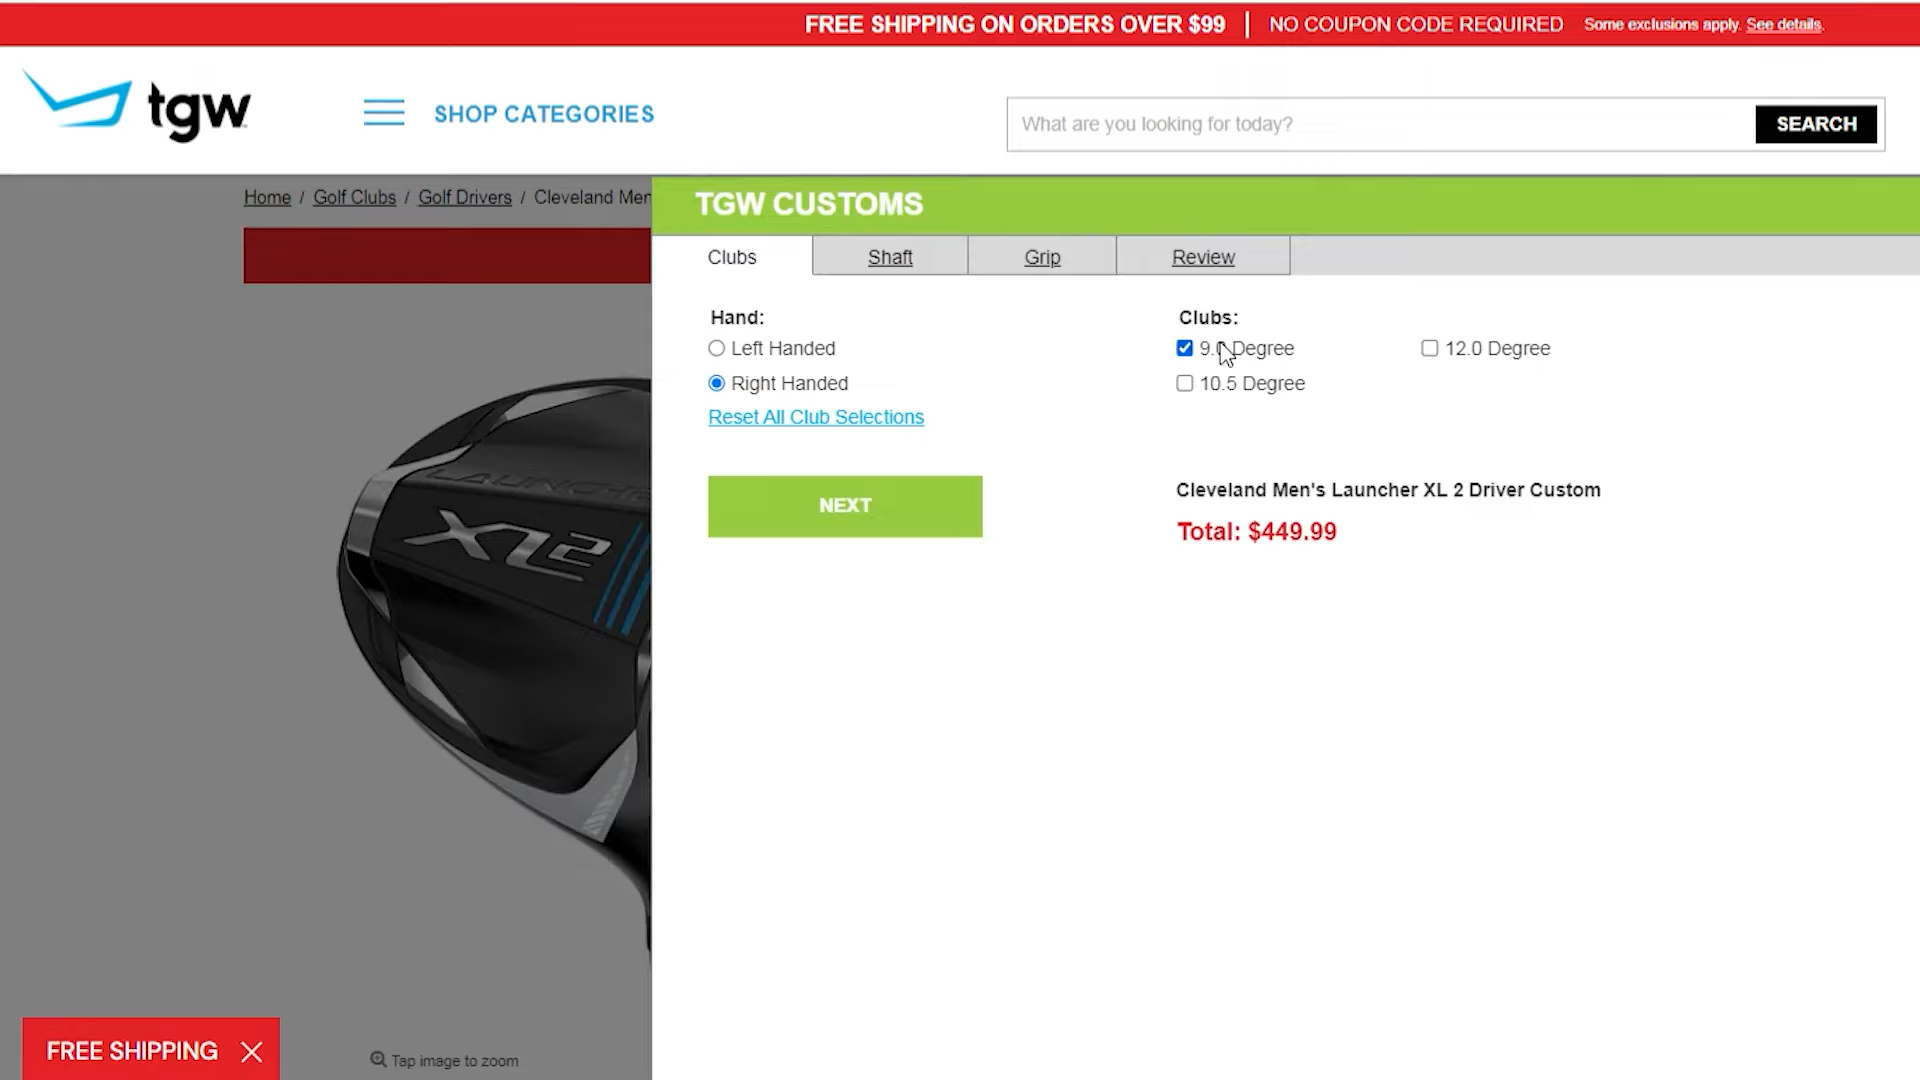 FREE SHIPPING ON ORDERS OVER $99 | NO COUPON CODE REQUIRED Some exclusions apply. See details.
tgw
SHOP CATEGORIES
What are you looking for today?
SEARCH
Home / Golf Clubs / Golf Drivers / Cleveland Men
TGW CUSTOMS
Clubs
Shaft
Grip
Review
Hand:
Left Handed
Right Handed
Reset All Club Selections
Clubs:
9.0 Degree
12.0 Degree
10.5 Degree
NEXT
Cleveland Men's Launcher XL 2 Driver Custom
Total: $449.99
LAUNCHER
XL2
FREE SHIPPING
Tap image to zoom